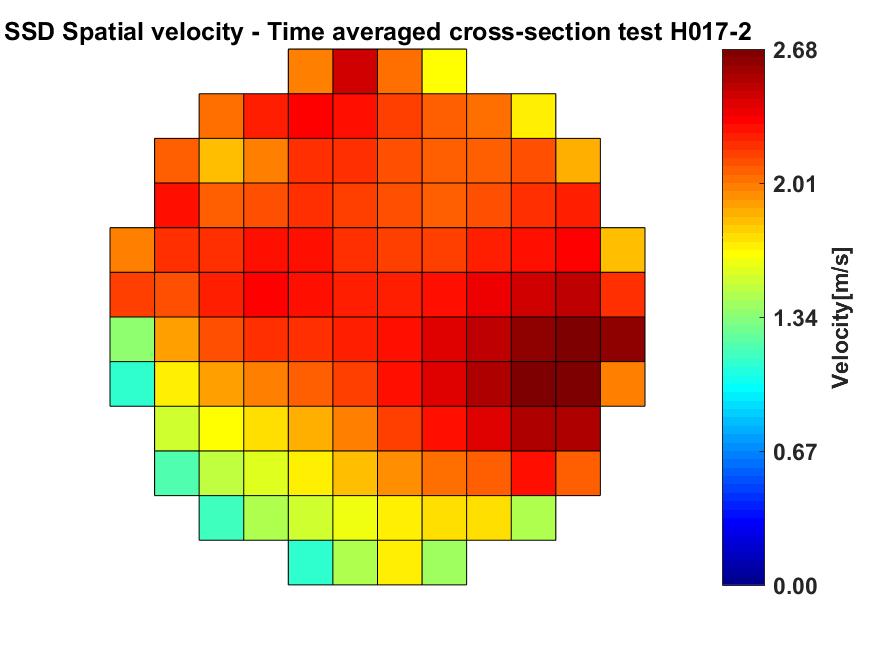 SSD Spatial velocity - Time averaged cross-section test H017-2
2.68
2.01
1.34
0.67
0.00
Velocity[m/s]